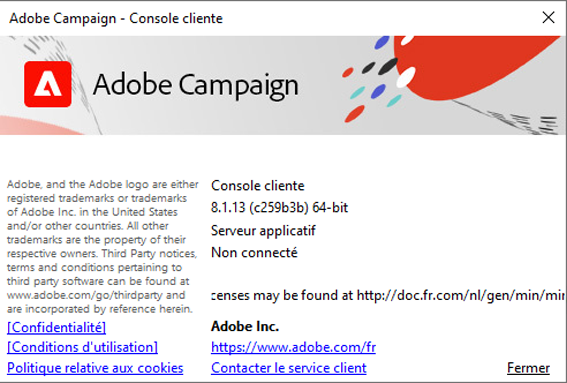 Adobe Campaign - Console cliente
Adobe Campaign
Adobe, and the Adobe logo are either
registered trademarks or trademarks
of Adobe Inc. in the United States
and/or other countries. All other
trademarks are the property of their
respective owners. Third Party notices,
terms and conditions pertaining to
third party software can be found at
www.adobe.com/go/thirdparty and
are incorporated by reference herein.
[Confidentialité]
[Conditions d'utilisation]
Politique relative aux cookies
Console cliente
8.1.13 (c259b3b) 64-bit
Serveur applicatif
Non connecté
censes may be found at http://doc.fr.com/nl/gen/min/mir
Adobe Inc.
https://www.adobe.com/fr
Contacter le service client
Fermer